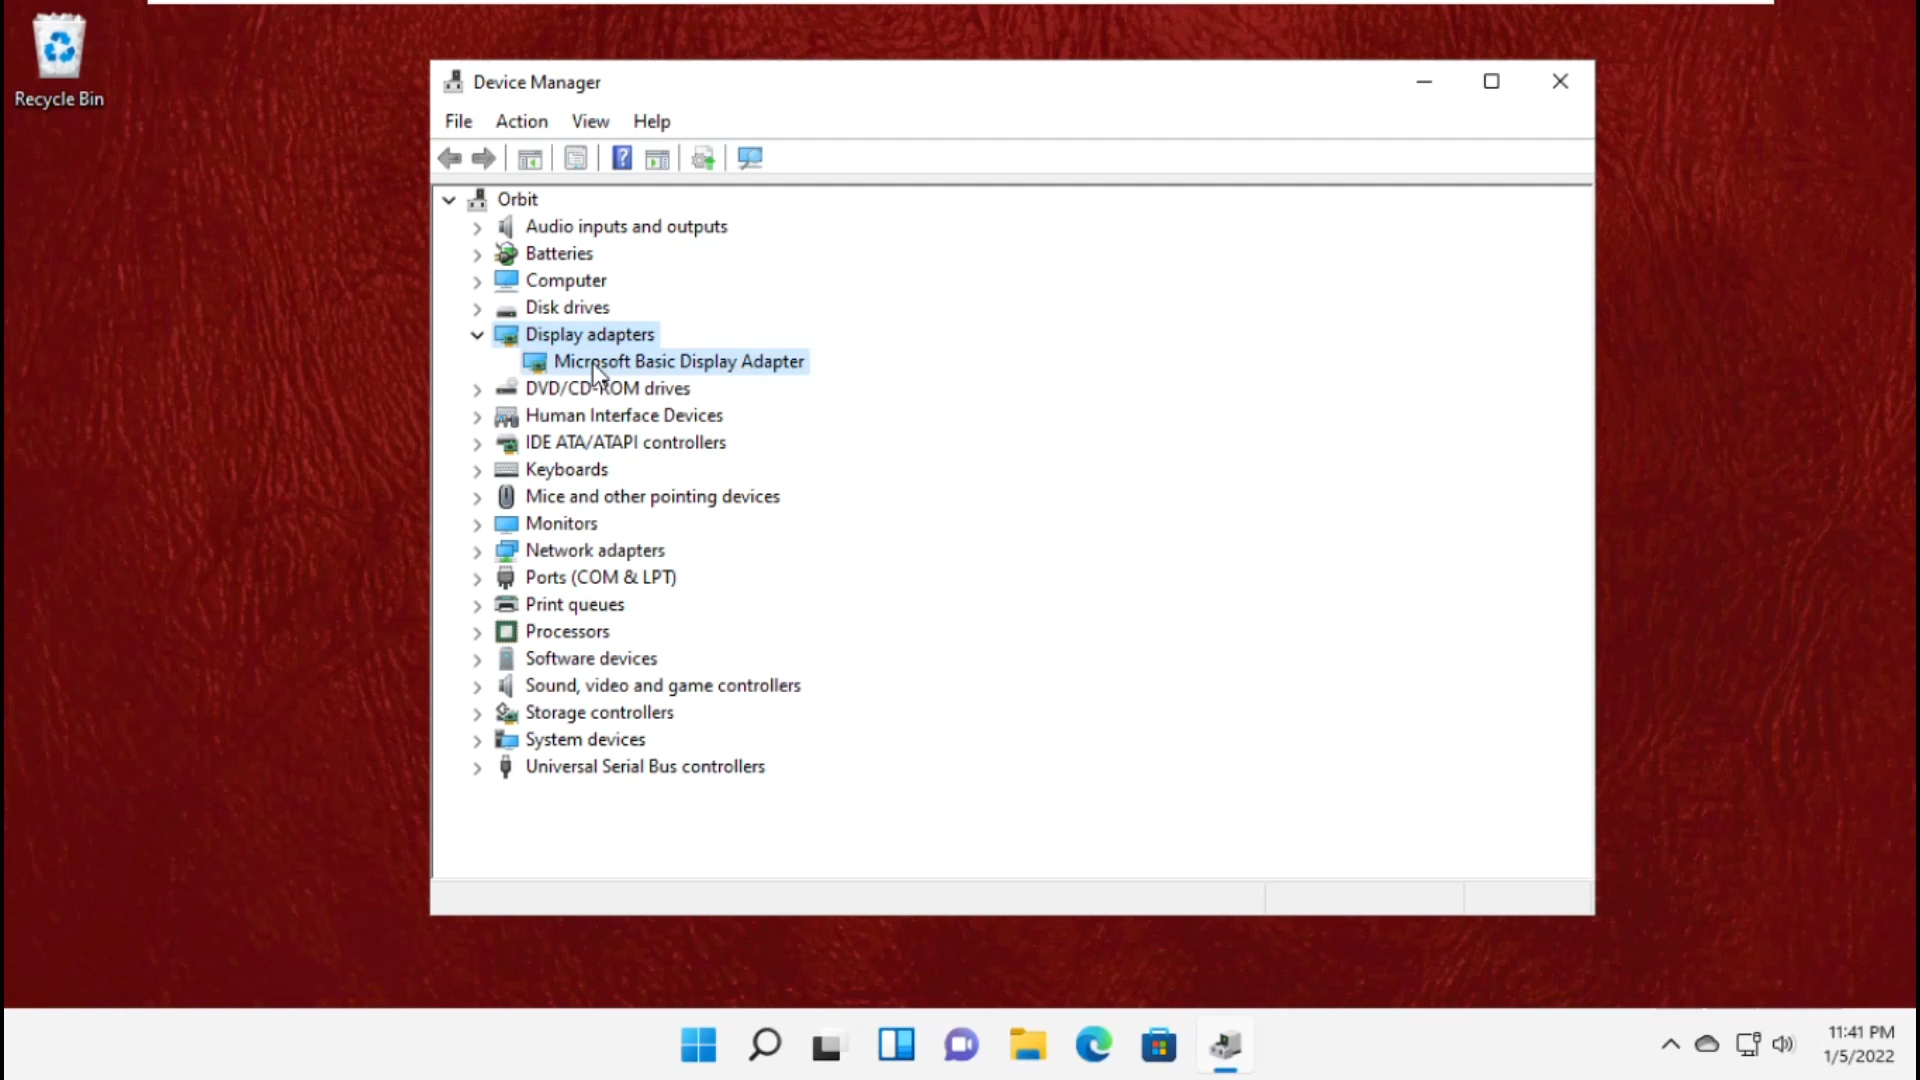 Recycle Bin
Device Manager
File Action View Help
?
Orbit
Audio inputs and outputs
Batteries
Computer
Disk drives
Display adapters
Microsoft Basic Display Adapter
DVD/CD-ROM drives
Human Interface Devices
IDE ATA/ATAPI controllers
Keyboards
Mice and other pointing devices
Monitors
Network adapters
Ports (COM & LPT)
Print queues
Processors
Software devices
Sound, video and game controllers
Storage controllers
System devices
Universal Serial Bus controllers
11:41 PM
1/5/2022